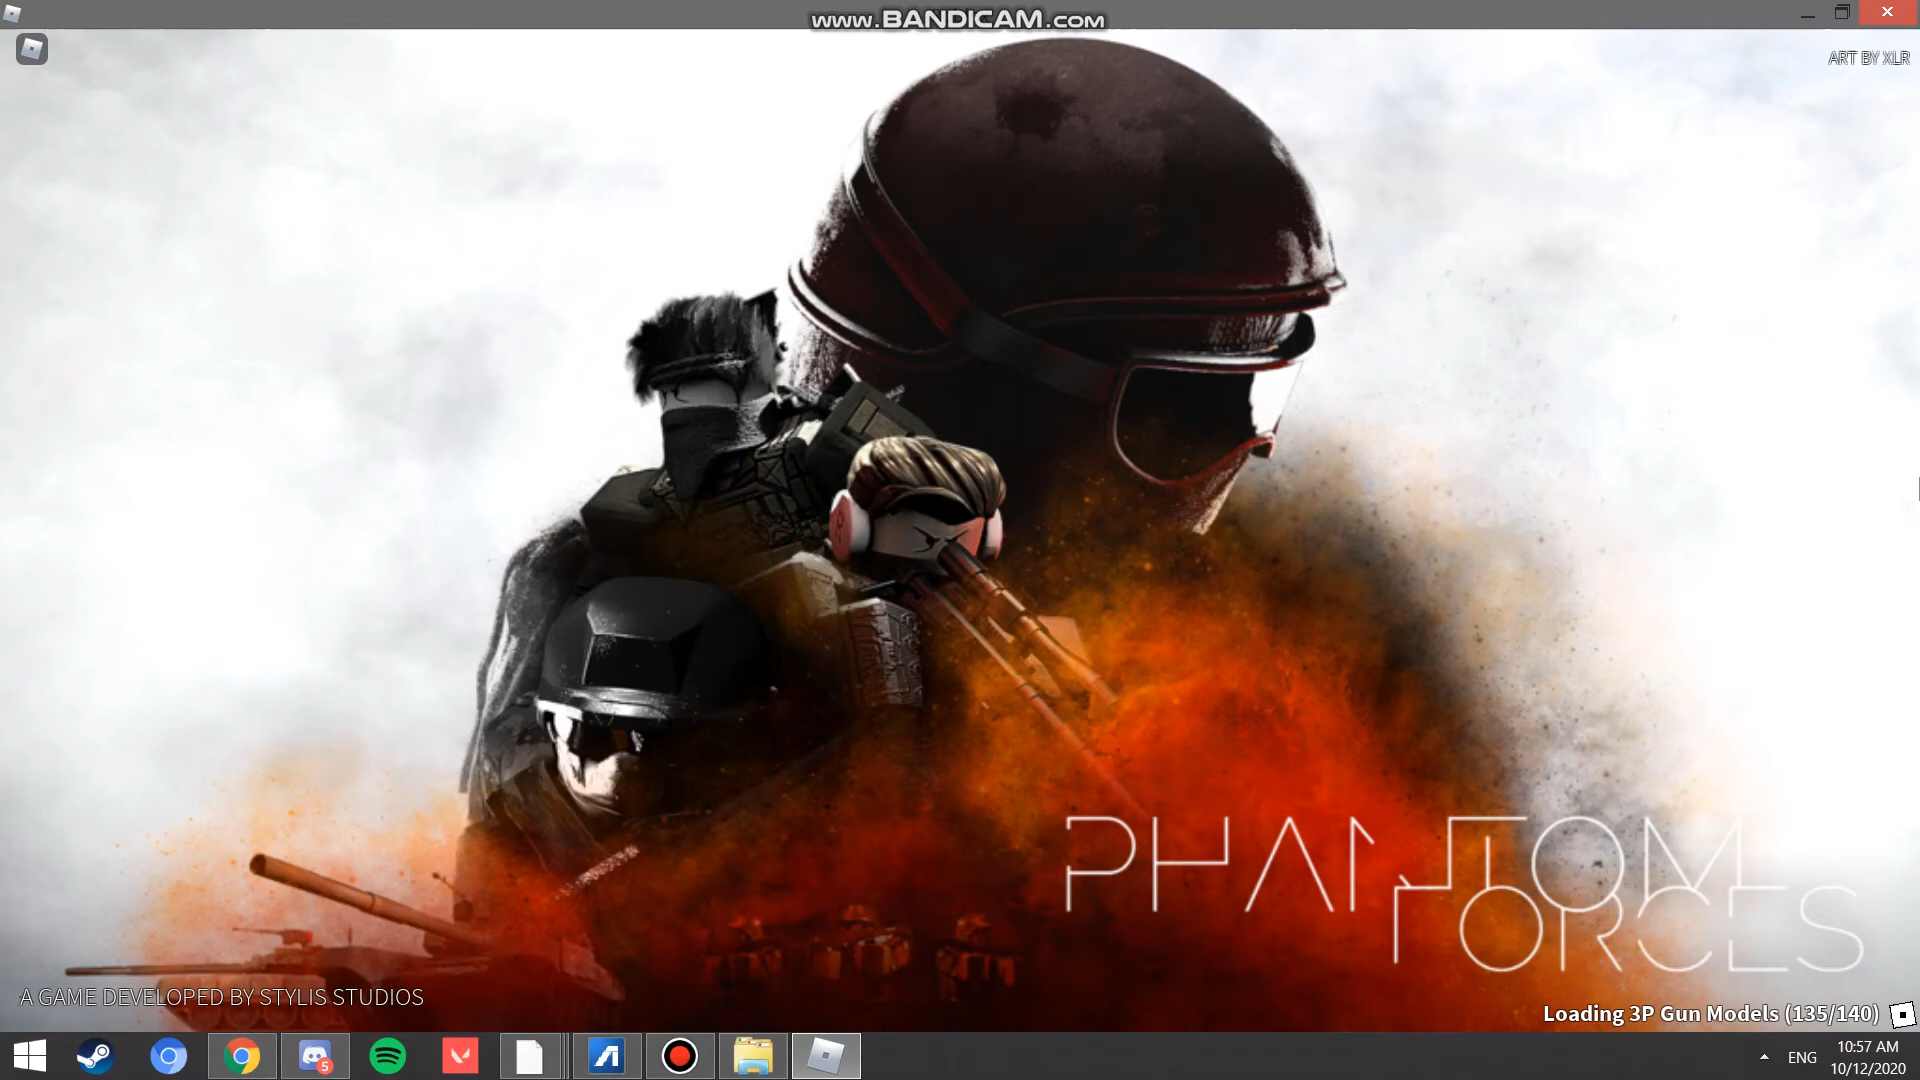 www.BANDICAM.com
ART BY XLR
PHANTOM
FORCES
A GAME DEVELOPED BY STYLIS STUDIOS
Loading 3P Gun Models (135/140)
5
ENG
10:57 AM
10/12/2020